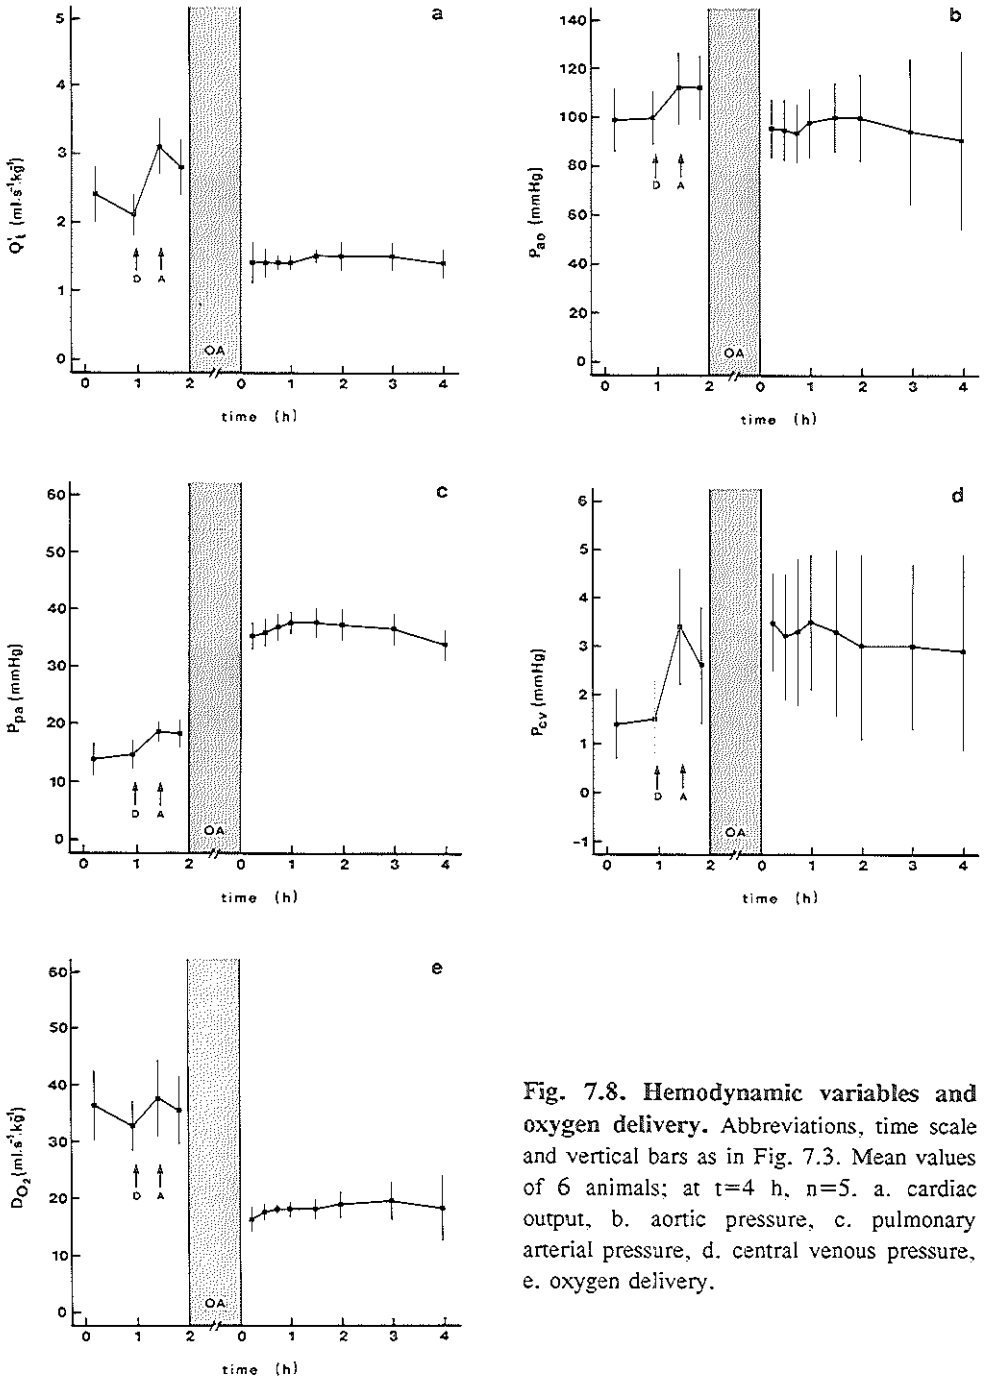 a
5
4
3
2
1
0
Q't (ml.s⁻¹.kg⁻¹)
D A
OA
0 1 2 0 1 2 3 4
time (h)
b
140
120
100
80
60
40
20
0
Pao (mmHg)
D A
OA
0 1 2 0 1 2 3 4
time (h)
c
60
50
40
30
20
10
0
Ppa (mmHg)
D A
OA
0 1 2 0 1 2 3 4
time (h)
d
6
5
4
3
2
1
0
-1
Pcv (mmHg)
D A
OA
0 1 2 0 1 2 3 4
time (h)
e
60
50
40
30
20
10
0
DO₂ (ml.s⁻¹.kg⁻¹)
D A
OA
0 1 2 0 1 2 3 4
time (h)
Fig. 7.8. Hemodynamic variables and
oxygen delivery. Abbreviations, time scale
and vertical bars as in Fig. 7.3. Mean values
of 6 animals; at t=4 h, n=5. a. cardiac
output, b. aortic pressure, c. pulmonary
arterial pressure, d. central venous pressure,
e. oxygen delivery.